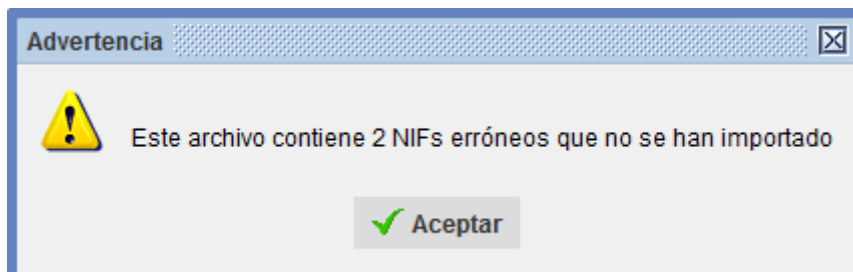 Advertencia
Este archivo contiene 2 NIFs erróneos que no se han importado
Aceptar